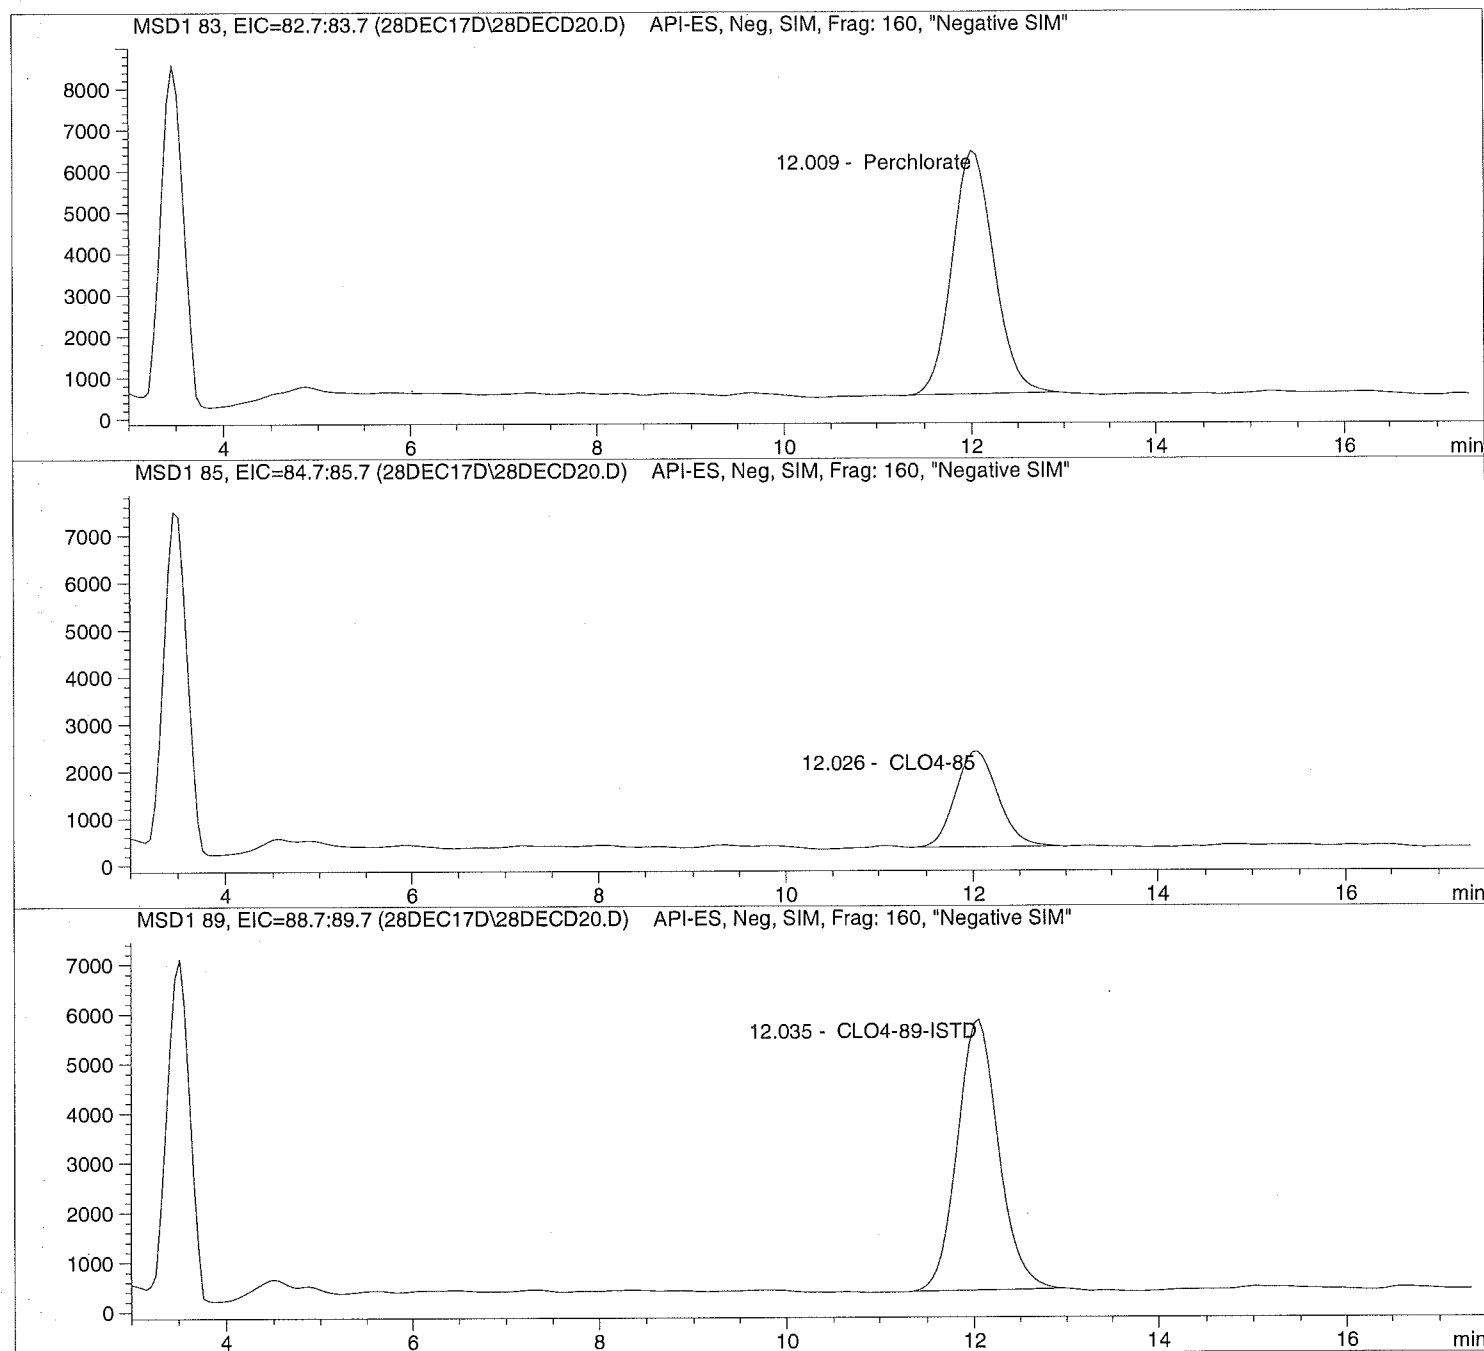 MSD1 83, EIC=82.7:83.7 (28DEC17D\28DECD20.D) API-ES, Neg, SIM, Frag: 160, "Negative SIM"
8000
7000
6000
5000
4000
3000
2000
1000
0
12.009 - Perchlorate
4 6 8 10 12 14 16 min
MSD1 85, EIC=84.7:85.7 (28DEC17D\28DECD20.D) API-ES, Neg, SIM, Frag: 160, "Negative SIM"
7000
6000
5000
4000
3000
2000
1000
0
12.026 - CLO4-85
4 6 8 10 12 14 16 min
MSD1 89, EIC=88.7:89.7 (28DEC17D\28DECD20.D) API-ES, Neg, SIM, Frag: 160, "Negative SIM"
7000
6000
5000
4000
3000
2000
1000
0
12.035 - CLO4-89-ISTD
4 6 8 10 12 14 16 min